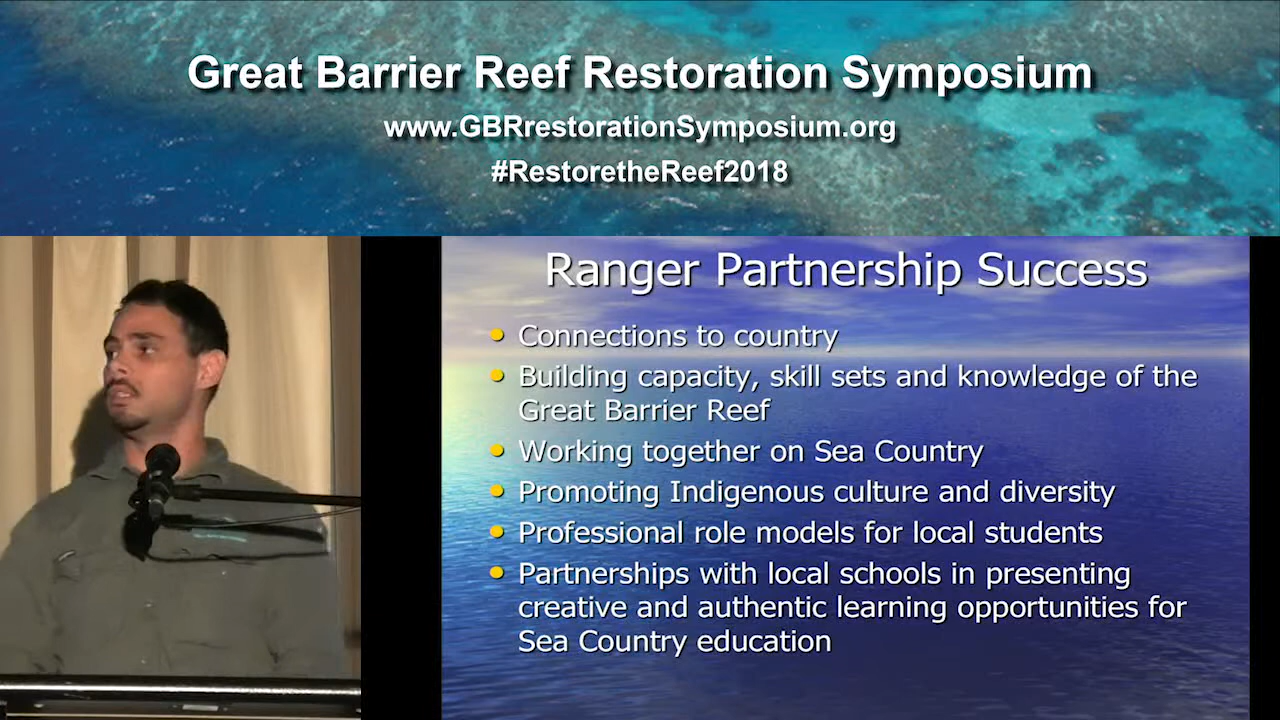 Great Barrier Reef Restoration Symposium
www.GBRrestorationSymposium.org
#RestoretheReef2018
Ranger Partnership Success
• Connections to country
• Building capacity, skill sets and knowledge of the
Great Barrier Reef
• Working together on Sea Country
• Promoting Indigenous culture and diversity
• Professional role models for local students
• Partnerships with local schools in presenting
creative and authentic learning opportunities for
Sea Country education